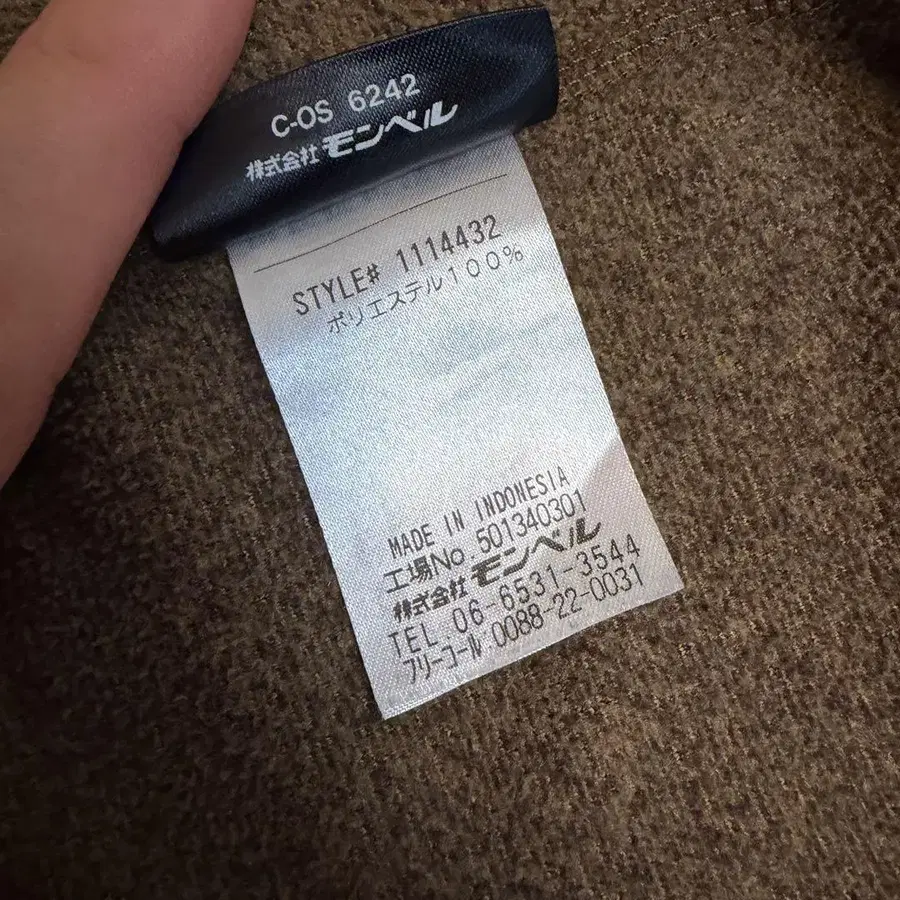 C-OS 6242
株式会社 モンベル
STYLE# 1114432
ポリエステル100%
MADE IN INDONESIA
工場No. 501340301
株式会社 モンベル
TEL. 06-6531-3544
フリーコール 0088-22-0031